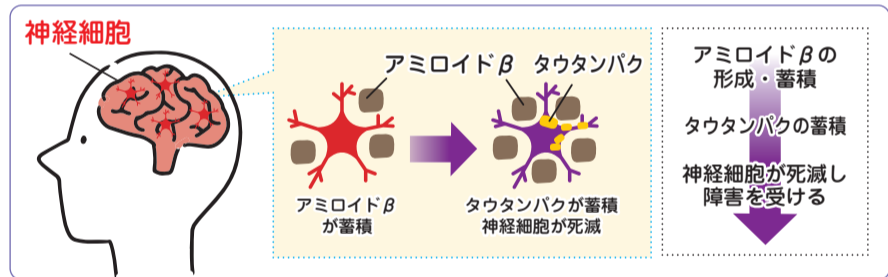 神経細胞
アミロイドβ タウタンパク
アミロイドβ
が蓄積
タウタンパクが蓄積
神経細胞が死滅
アミロイドβの
形成・蓄積
タウタンパクの蓄積
神経細胞が死滅し
障害を受ける